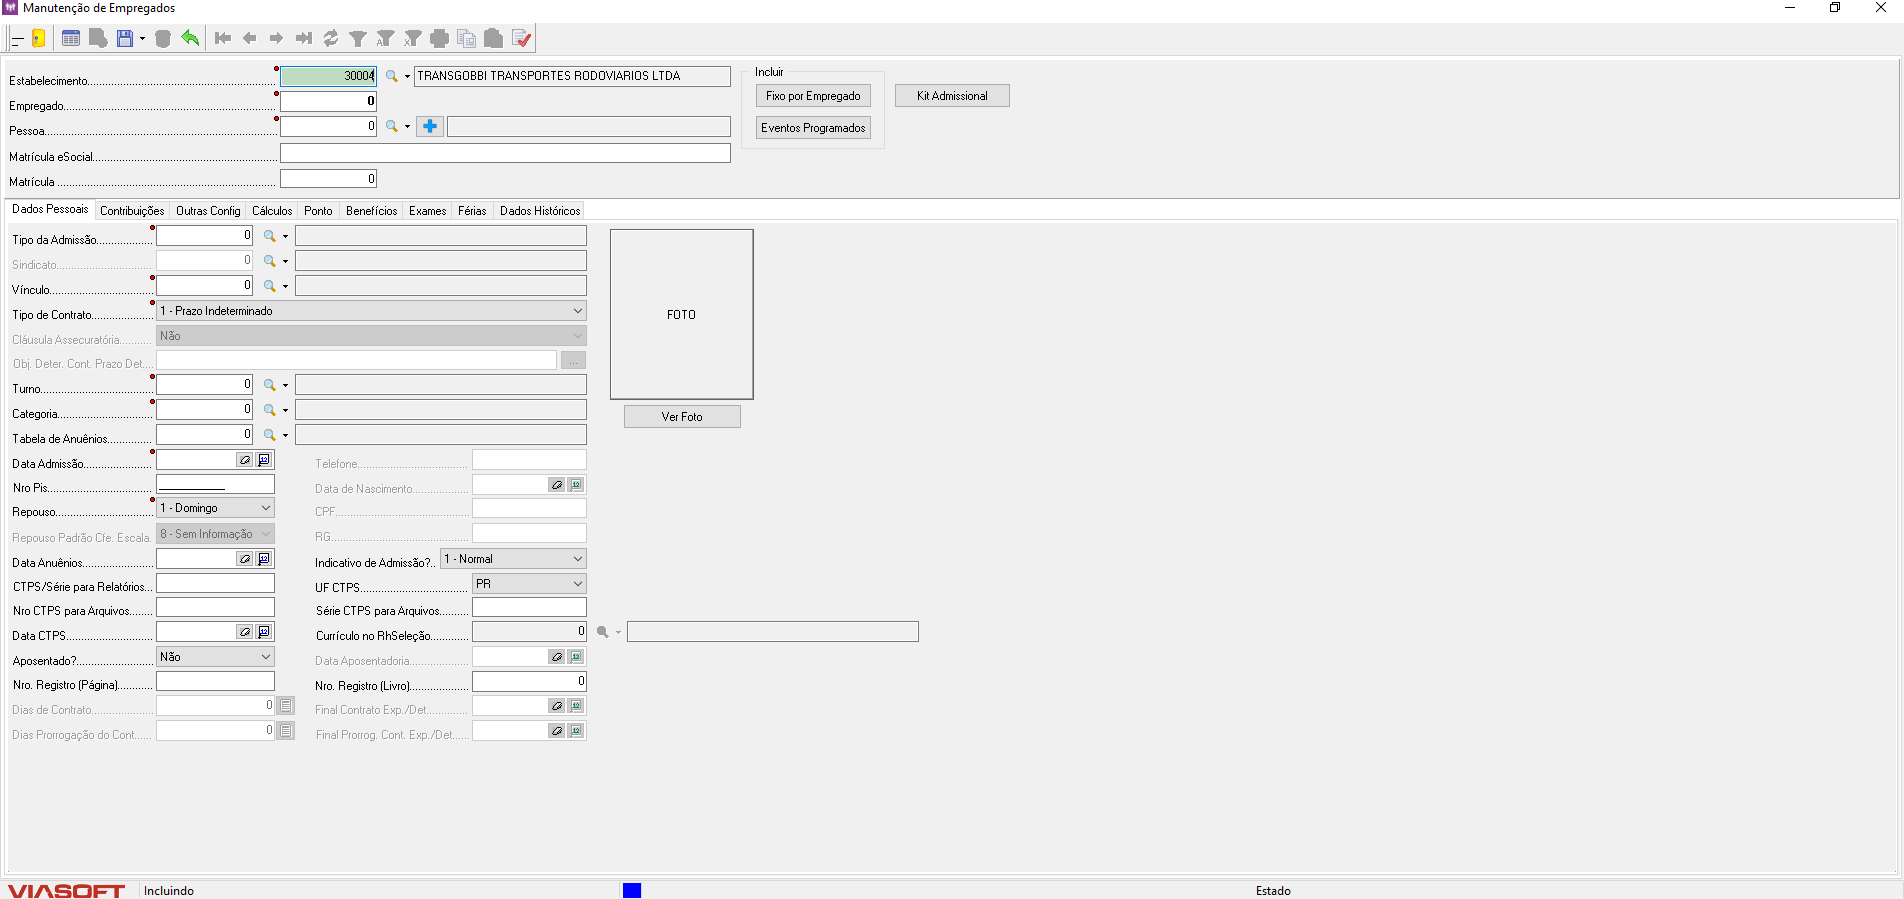 Manutenção de Empregados
Estabelecimento 30004 TRANSGOBBI TRANSPORTES RODOVIARIOS LTDA
Empregado 0
Pessoa 0
Matrícula eSocial
Matrícula 0
Incluir
Fixo por Empregado
Eventos Programados
Kit Admissional
Dados Pessoais Contribuições Outras Config Cálculos Ponto Benefícios Exames Férias Dados Históricos
Tipo da Admissão 0
Sindicato 0
Vínculo 0
Tipo de Contrato 1 - Prazo Indeterminado
Cláusula Assecuratória Não
Obj. Deter. Cont. Prazo Det. ...
Turno 0
Categoria 0
Tabela de Anuênios 0
FOTO
Ver Foto
Data Admissão 12 Telefone
Nro Pis Data de Nascimento 12
Repouso 1 - Domingo CPF
Repouso Padrão Cfe. Escala. 8 - Sem Informação RG
Data Anuênios 12 Indicativo de Admissão?.. 1 - Normal
CTPS/Série para Relatórios UF CTPS PR
Nro CTPS para Arquivos Série CTPS para Arquivos
Data CTPS 12 Currículo no RhSeleção 0
Aposentado? Não Data Aposentadoria 12
Nro. Registro (Página) Nro. Registro (Livro) 0
Dias de Contrato 0 Final Contrato Exp./Det. 12
Dias Prorrogação do Cont. 0 Final Prorrog. Cont. Exp./Det. 12
VIASOFT Incluindo Estado